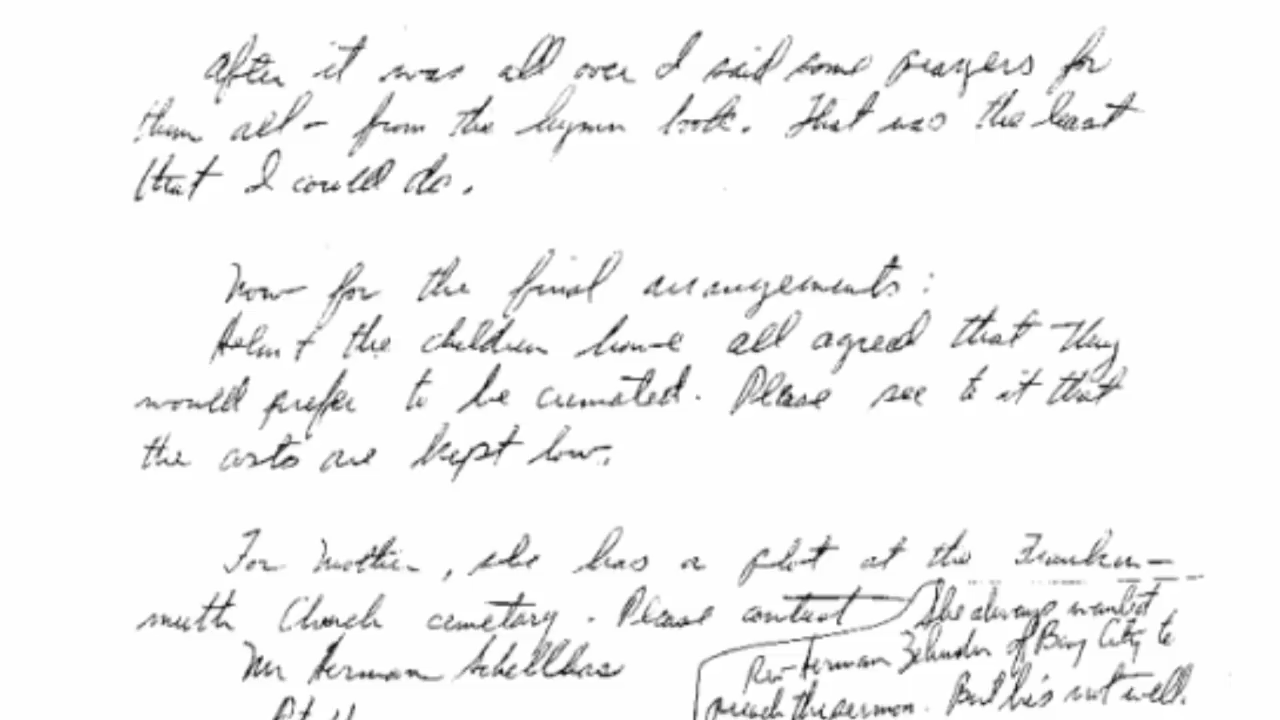 After it was all over I said some prayers for
them all - from the hymn book. That was the least
that I could do.
Now for the final arrangements:
Helen & the children have all agreed that they
would prefer to be cremated. Please see to it that
the costs are kept low.
For Mother, she has a plot at the Franken-
muth Church cemetary. Please contact
Mr Herman Schellhas
Rt 4
She always wanted
Rev Herman Zehnder of Bay City to
preach the sermon. But he's not well.